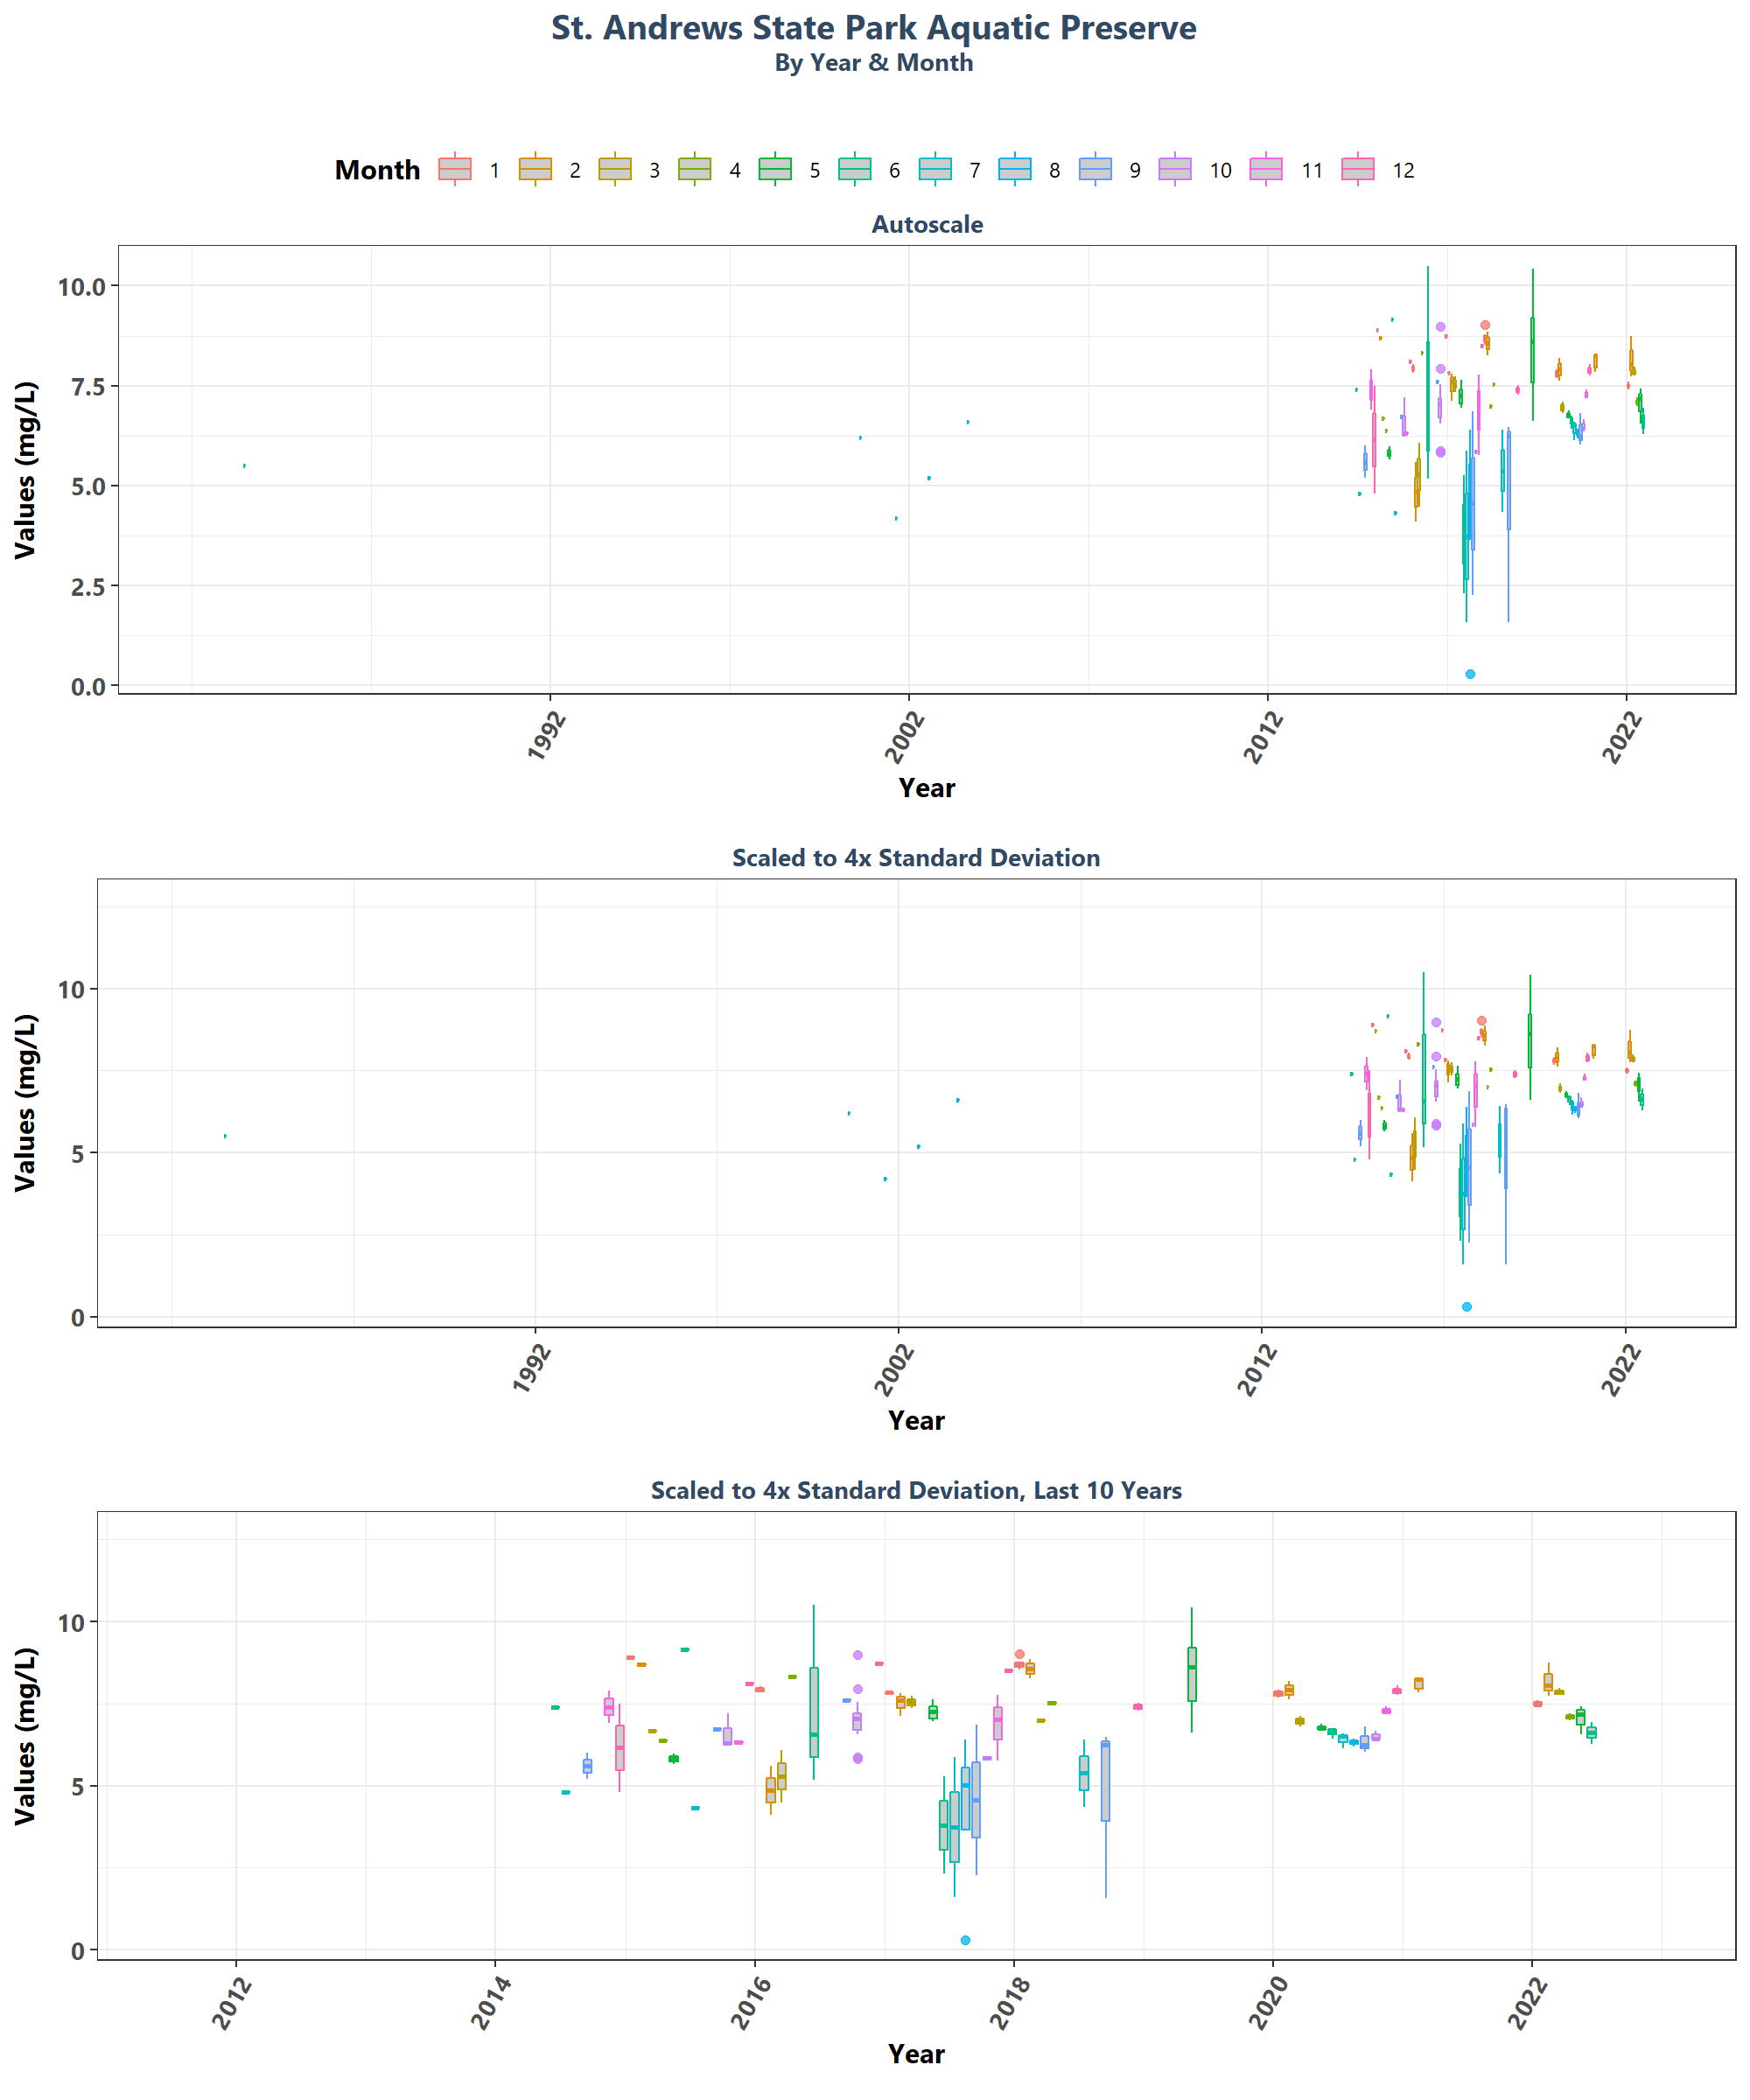 St. Andrews State Park Aquatic Preserve
By Year & Month
Month 1 2 3 4 5 6 7 8 9 10 11 12
Autoscale
10.0
7.5
5.0
2.5
0.0
Values (mg/L)
1992 2002 2012 2022
Year
Scaled to 4x Standard Deviation
10
5
0
Values (mg/L)
1992 2002 2012 2022
Year
Scaled to 4x Standard Deviation, Last 10 Years
10
5
0
Values (mg/L)
2012 2014 2016 2018 2020 2022
Year